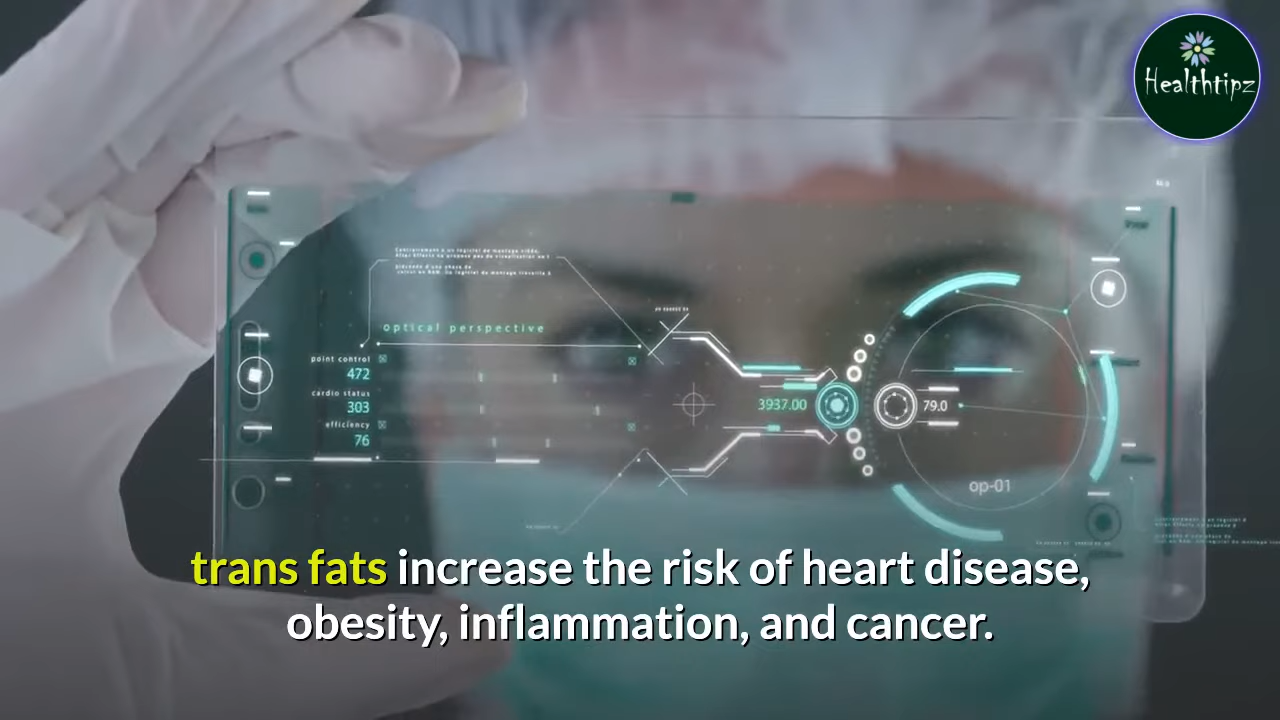 Healthtipz
optical perspective
point control
472
cardio status
303
efficiency
76
3937.00
79.0
op-01
trans fats increase the risk of heart disease,
obesity, inflammation, and cancer.